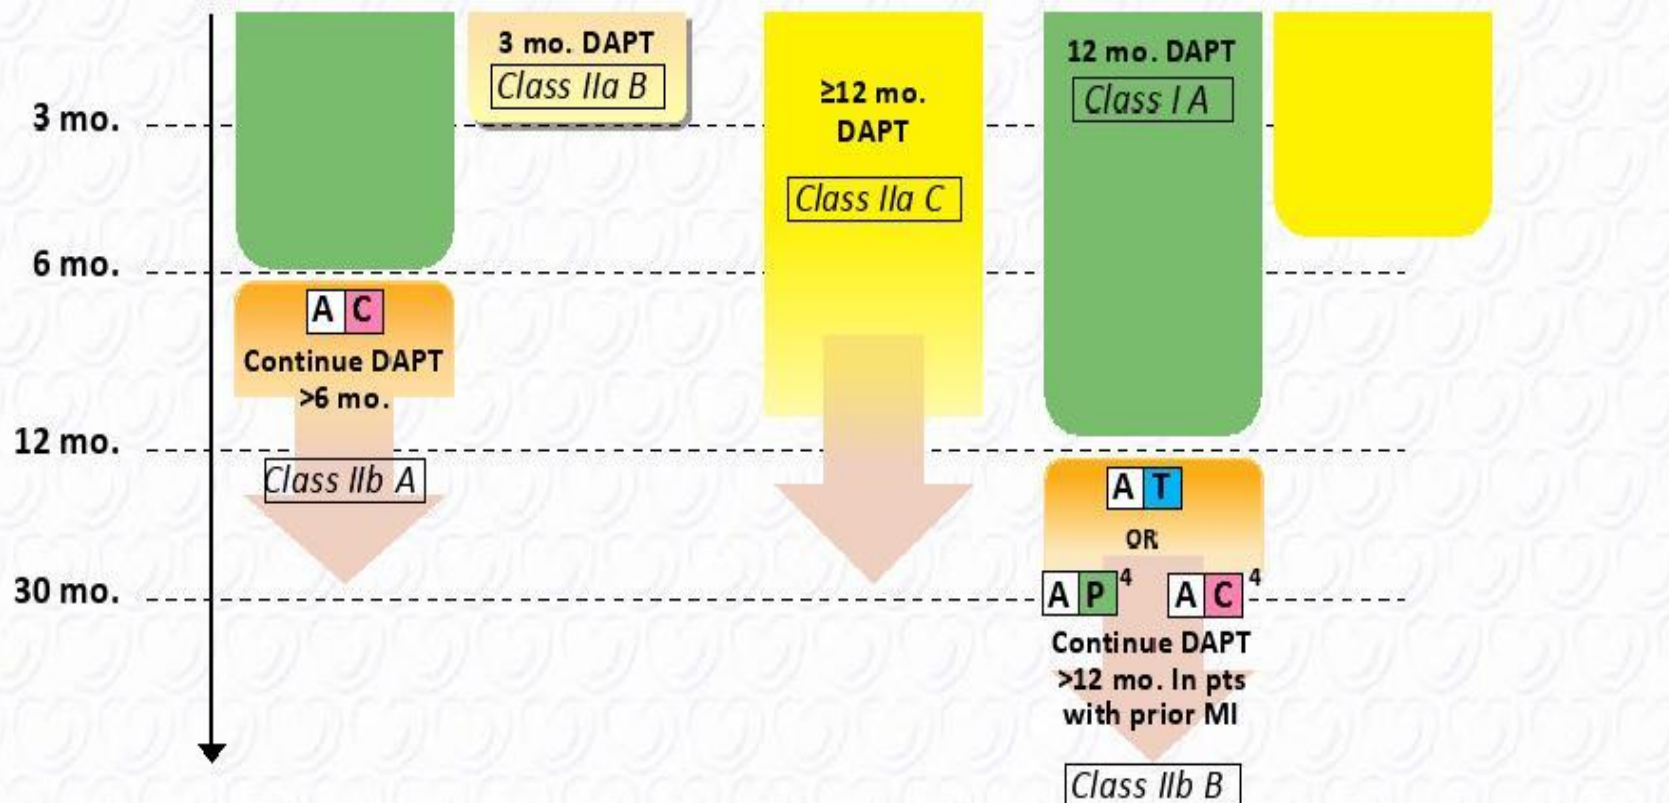 3 mo. DAPT
Class IIa B
≥12 mo.
DAPT
Class IIa C
12 mo. DAPT
Class I A
3 mo.
6 mo.
A C
Continue DAPT
>6 mo.
12 mo.
Class IIb A
A T
OR
30 mo.
A P 4
A C 4
Continue DAPT
>12 mo. In pts
with prior MI
Class IIb B